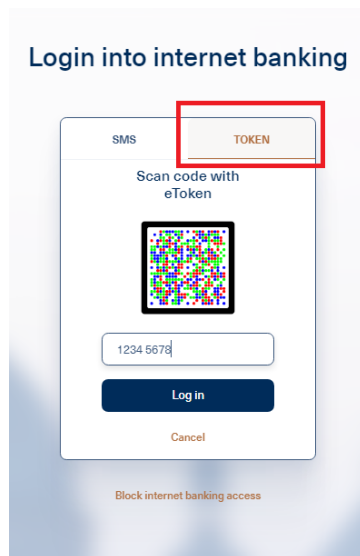 Login into internet banking
SMS
TOKEN
Scan code with
eToken
1234 5678
Log in
Cancel
Block internet banking access